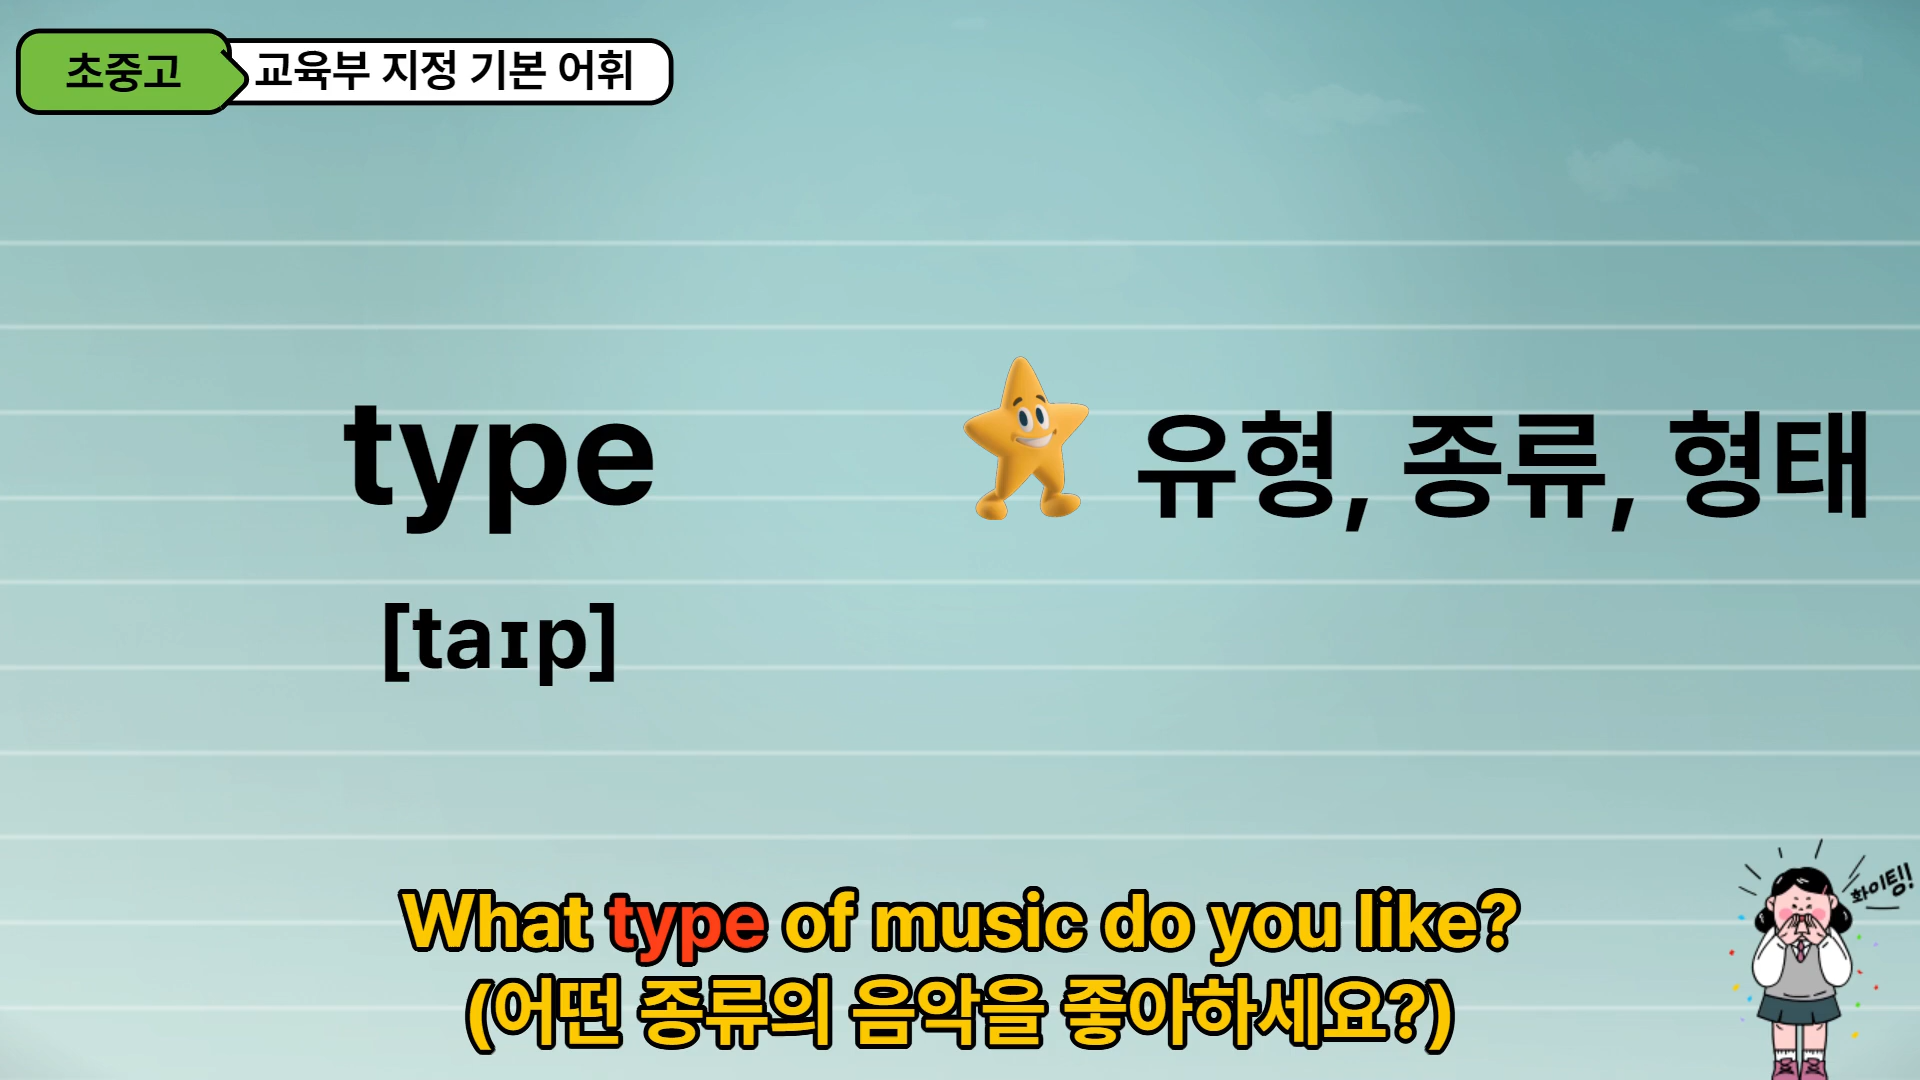 초중고 교육부 지정 기본 어휘
type
유형, 종류, 형태
[taɪp]
What type of music do you like?
(어떤 종류의 음악을 좋아하세요?)
화이팅!!